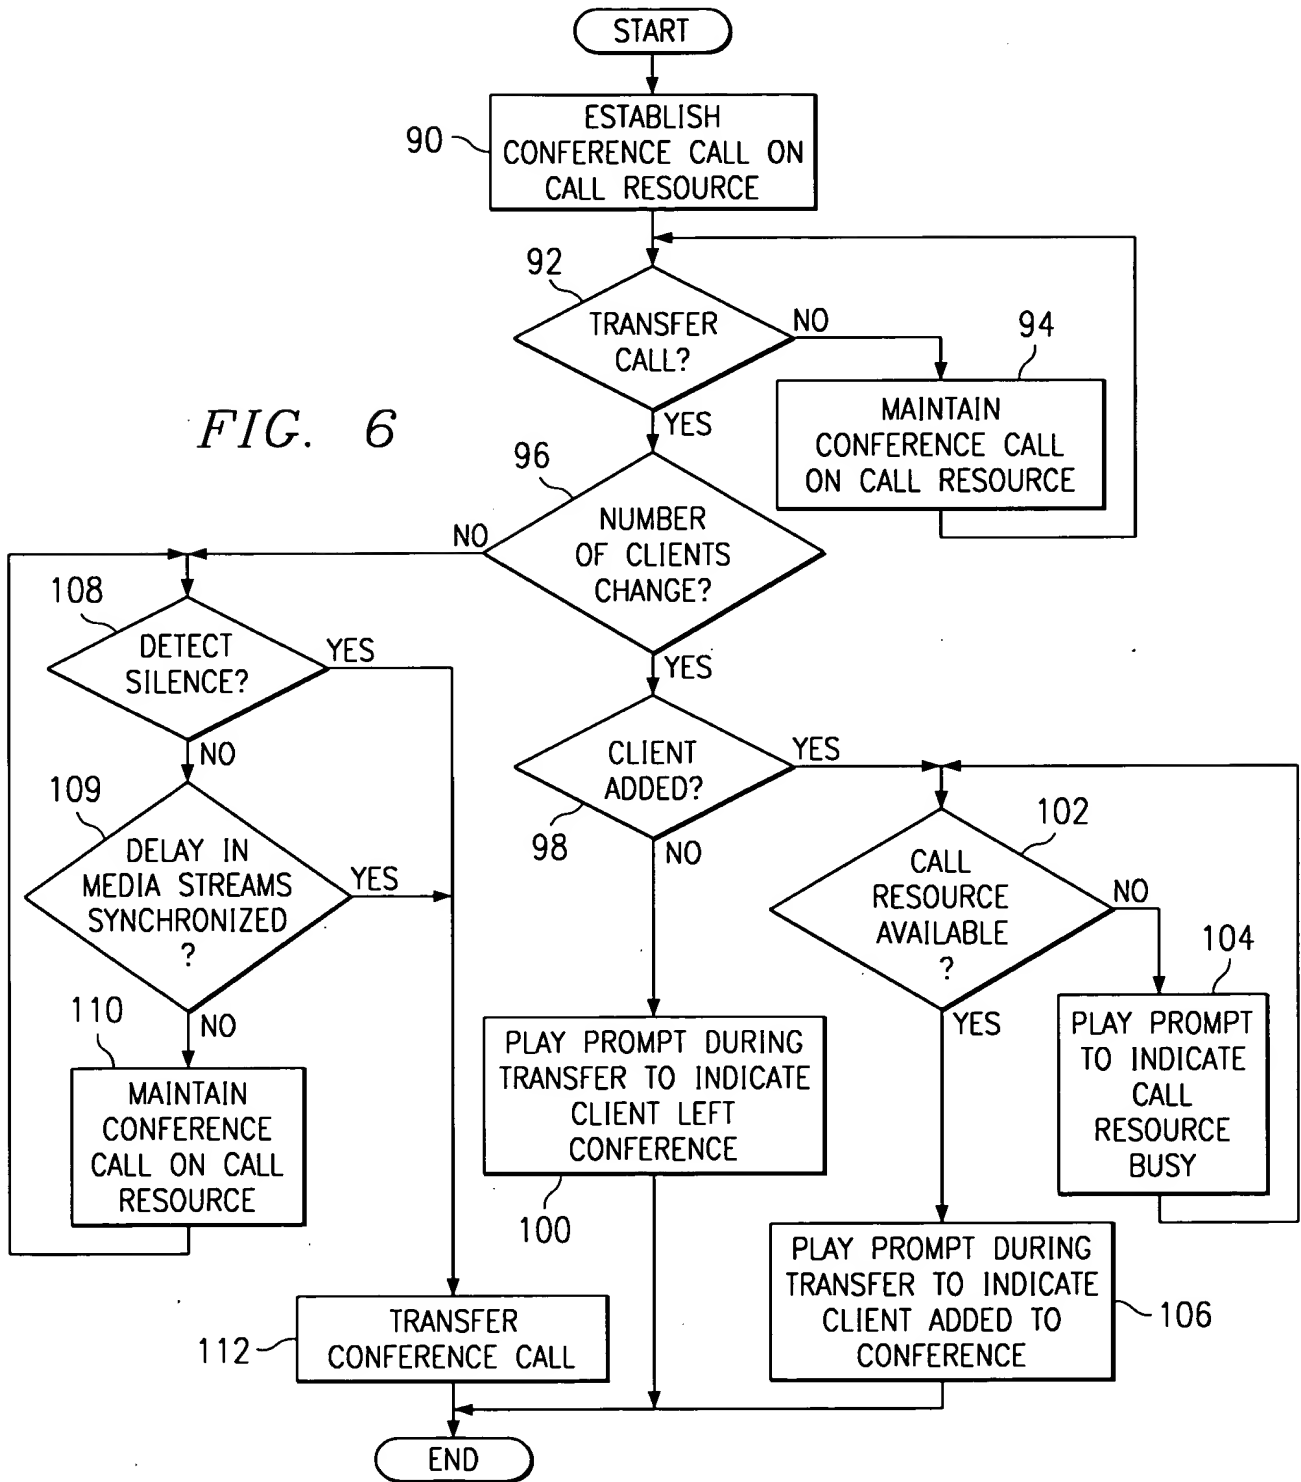 START
90
ESTABLISH
CONFERENCE CALL ON
CALL RESOURCE
92
TRANSFER
CALL?
NO
YES
94
MAINTAIN
CONFERENCE CALL
ON CALL RESOURCE
FIG. 6
96
NUMBER
OF CLIENTS
CHANGE?
NO
YES
108
DETECT
SILENCE?
YES
NO
109
DELAY IN
MEDIA STREAMS
SYNCHRONIZED
?
YES
NO
110
MAINTAIN
CONFERENCE
CALL ON CALL
RESOURCE
98
CLIENT
ADDED?
YES
NO
102
CALL
RESOURCE
AVAILABLE
?
NO
YES
104
PLAY PROMPT
TO INDICATE
CALL
RESOURCE
BUSY
PLAY PROMPT DURING
TRANSFER TO INDICATE
CLIENT LEFT
CONFERENCE
100
PLAY PROMPT DURING
TRANSFER TO INDICATE
CLIENT ADDED TO
CONFERENCE
106
112
TRANSFER
CONFERENCE CALL
END